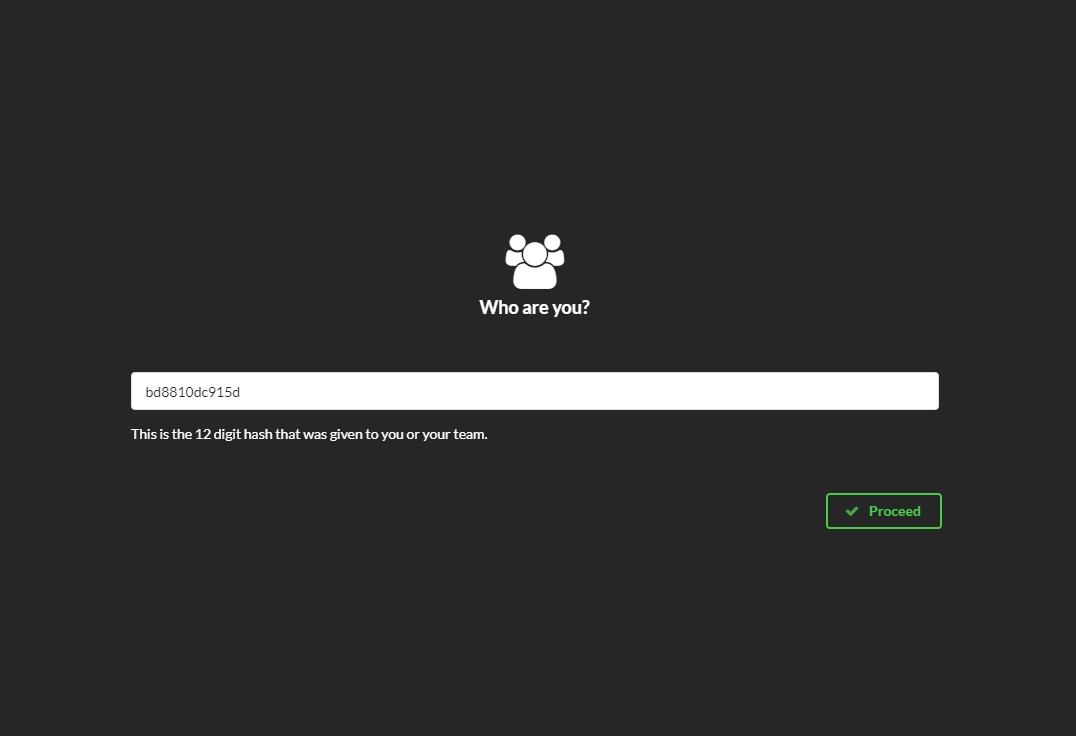 Who are you?
bd8810dc915d
This is the 12 digit hash that was given to you or your team.
Proceed